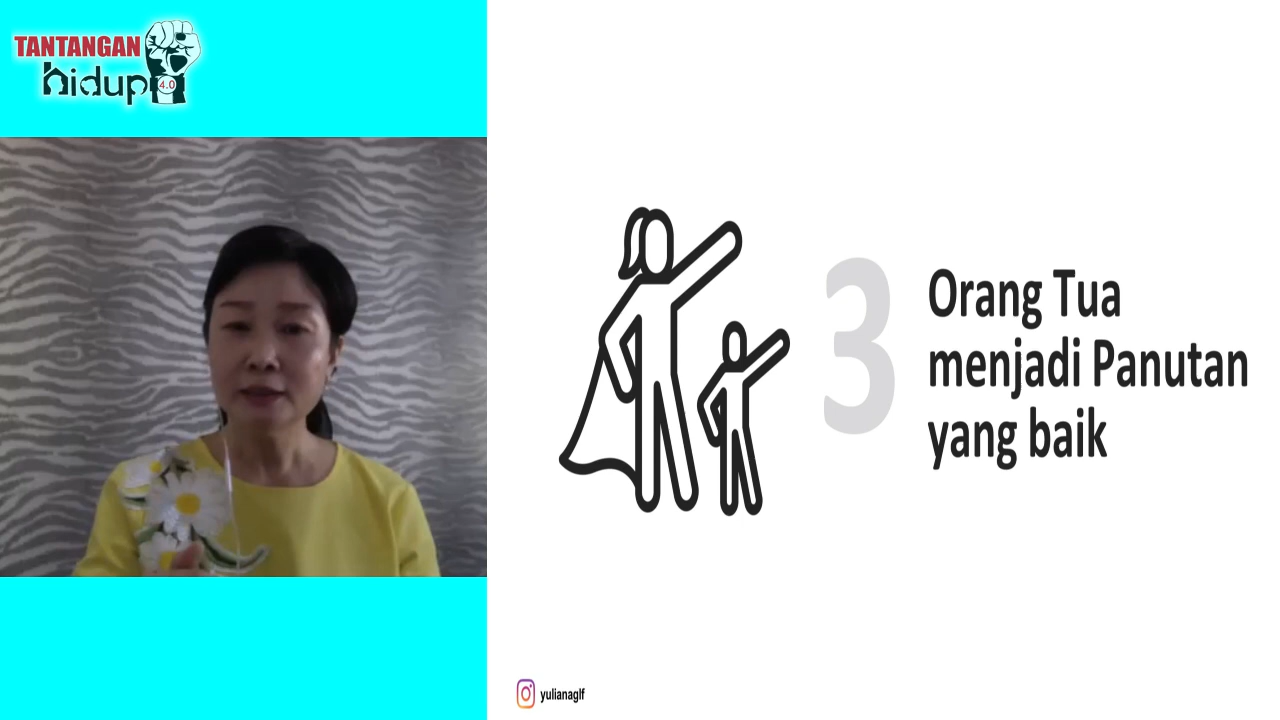 TANTANGAN
hidup 4.0
3
Orang Tua
menjadi Panutan
yang baik
yulianaglf